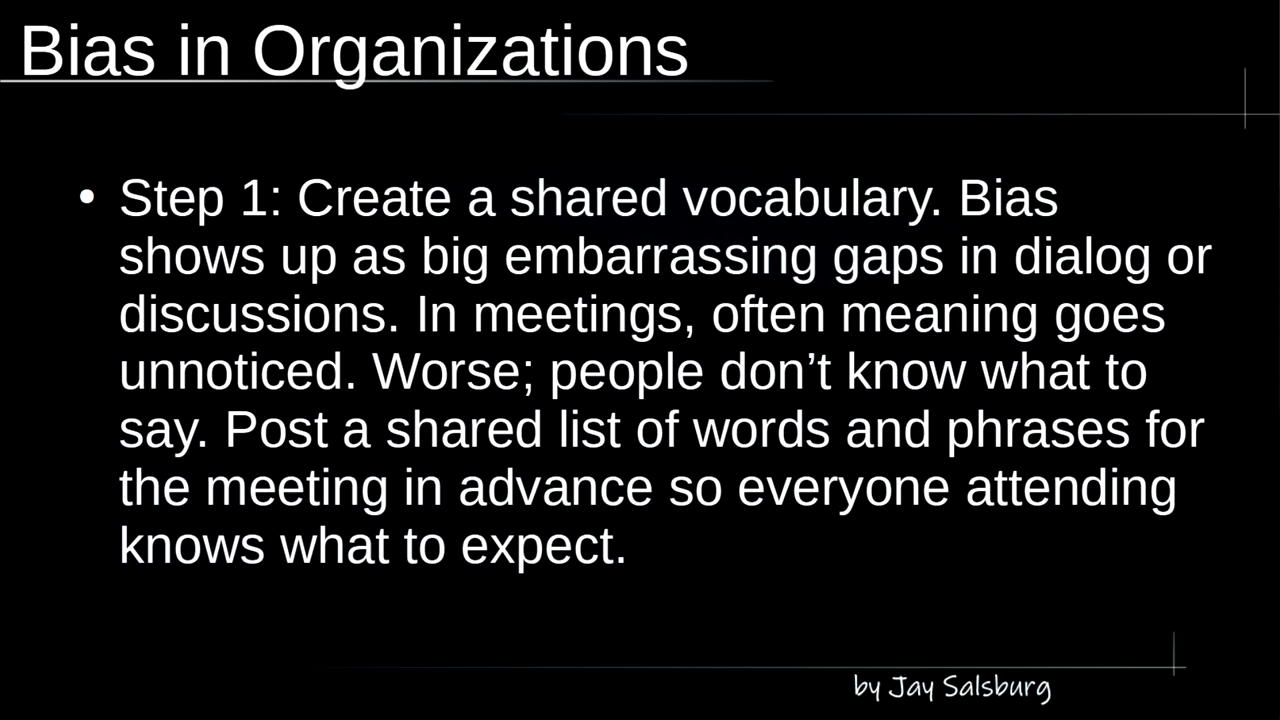 Bias in Organizations
• Step 1: Create a shared vocabulary. Bias
shows up as big embarrassing gaps in dialog or
discussions. In meetings, often meaning goes
unnoticed. Worse; people don’t know what to
say. Post a shared list of words and phrases for
the meeting in advance so everyone attending
knows what to expect.
by Jay Salsburg